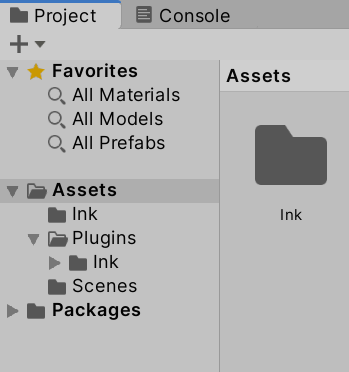 Project
Console
Favorites
All Materials
All Models
All Prefabs
Assets
Ink
Plugins
Ink
Scenes
Packages
Assets
Ink